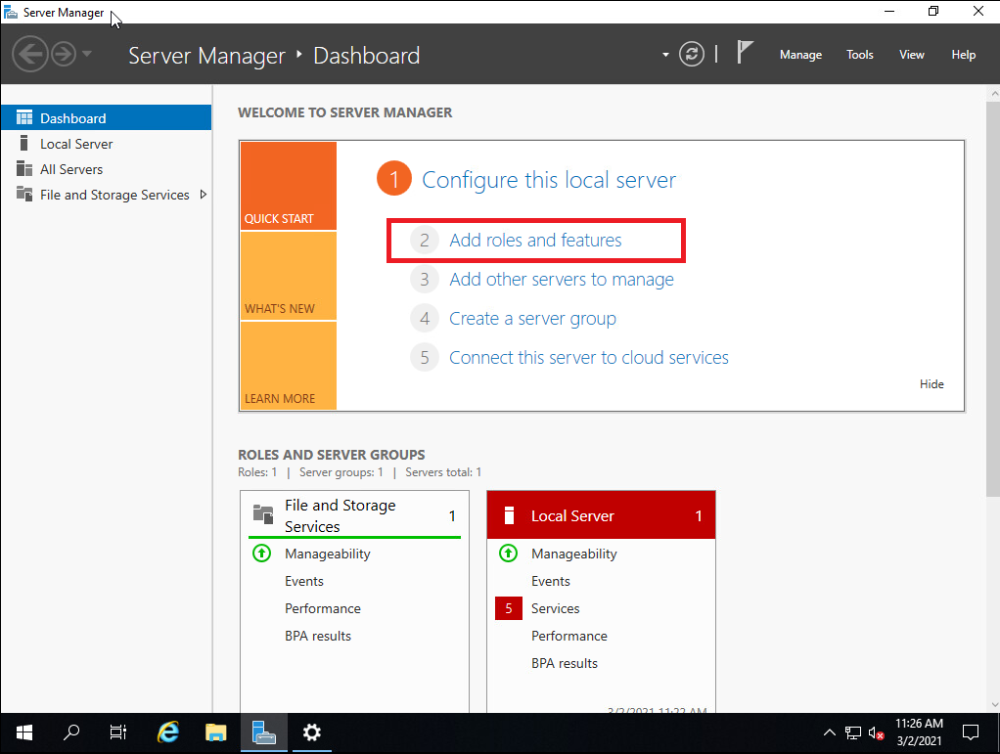 Server Manager
Server Manager ‣ Dashboard
Manage Tools View Help
Dashboard
Local Server
All Servers
File and Storage Services
WELCOME TO SERVER MANAGER
QUICK START
WHAT'S NEW
LEARN MORE
1 Configure this local server
2 Add roles and features
3 Add other servers to manage
4 Create a server group
5 Connect this server to cloud services
Hide
ROLES AND SERVER GROUPS
Roles: 1 | Server groups: 1 | Servers total: 1
File and Storage
Services
1
Manageability
Events
Performance
BPA results
Local Server 1
Manageability
Events
5 Services
Performance
BPA results
3/2/2021 11:22 AM
11:26 AM
3/2/2021